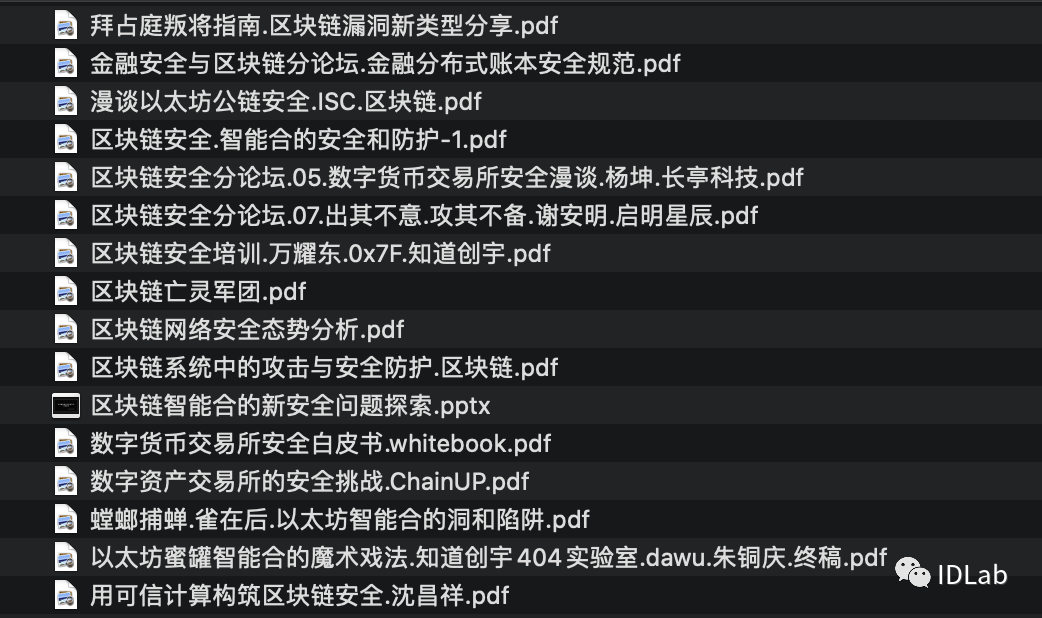 拜占庭叛将指南.区块链漏洞新类型分享.pdf
金融安全与区块链分论坛.金融分布式账本安全规范.pdf
漫谈以太坊公链安全.ISC.区块链.pdf
区块链安全.智能合的安全和防护-1.pdf
区块链安全分论坛.05.数字货币交易所安全漫谈.杨坤.长亭科技.pdf
区块链安全分论坛.07.出其不意.攻其不备.谢安明.启明星辰.pdf
区块链安全培训.万耀东.0x7F.知道创宇.pdf
区块链亡灵军团.pdf
区块链网络安全态势分析.pdf
区块链系统中的攻击与安全防护.区块链.pdf
区块链智能合的新安全问题探索.pptx
数字货币交易所安全白皮书.whitebook.pdf
数字资产交易所的安全挑战.ChainUP.pdf
螳螂捕蝉.雀在后.以太坊智能合的洞和陷阱.pdf
以太坊蜜罐智能合的魔术戏法.知道创宇404实验室.dawu.朱铜庆.终稿.pdf
用可信计算构筑区块链安全.沈昌祥.pdf
IDLab